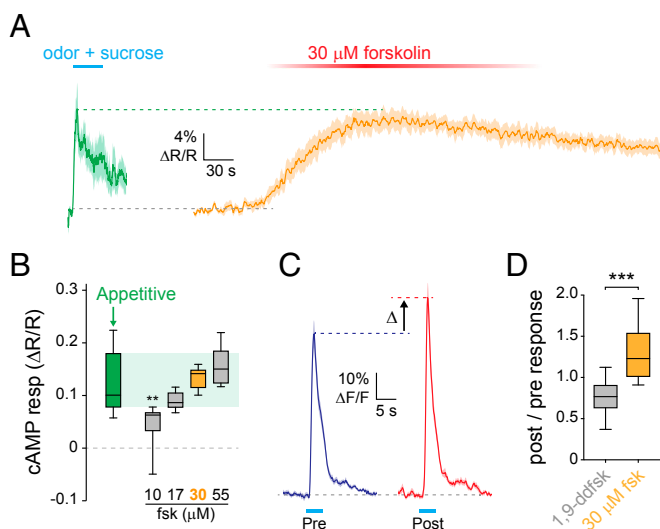 A
odor + sucrose
30 μM forskolin
4%
ΔR/R
30 s
B
Appetitive
cAMP resp (ΔR/R)
0.3
0.2
0.1
0
-0.1
**
10 17 30 55
fsk (μM)
C
Δ
10%
ΔF/F
5 s
Pre
Post
D
***
post / pre response
2.0
1.5
1.0
0.5
0
1,9-ddfsk
30 μM fsk